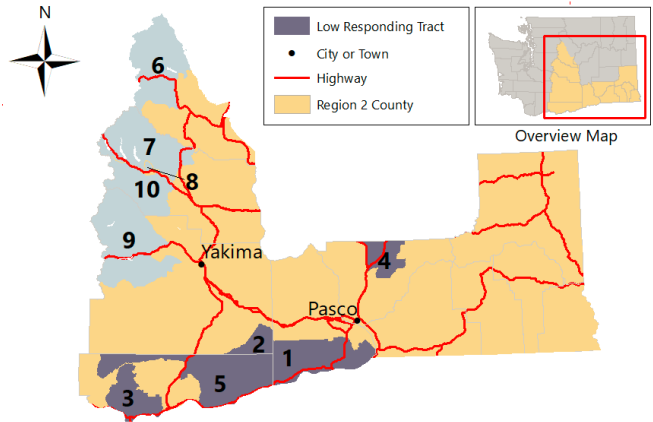 N
Low Responding Tract
City or Town
Highway
Region 2 County
Overview Map
6
7
8
10
9
Yakima
4
Pasco
2
1
5
3